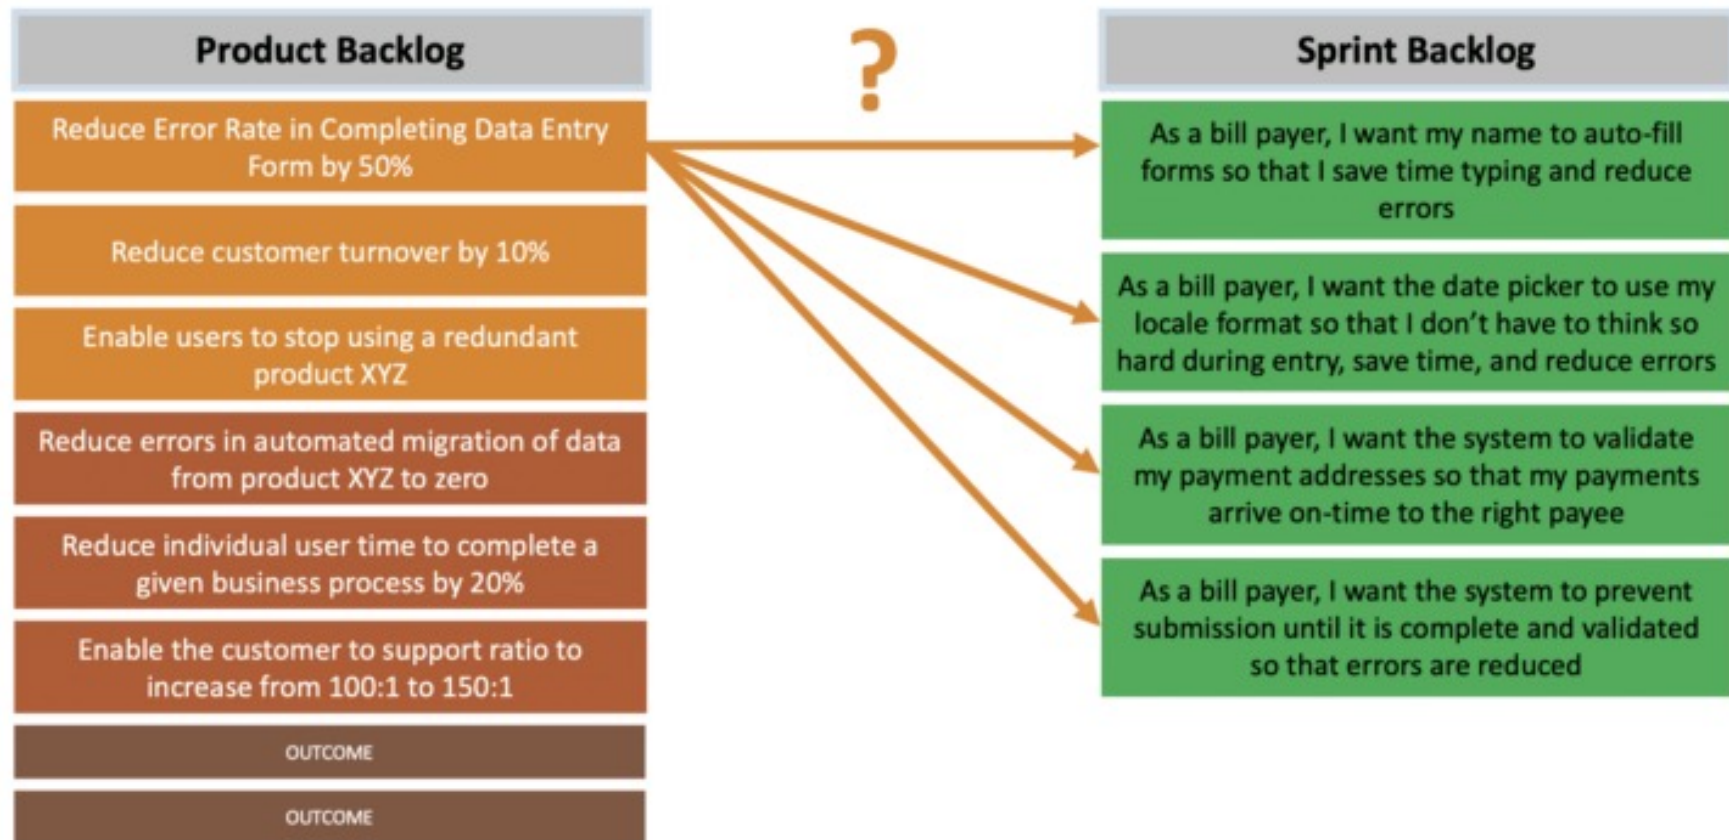 Product Backlog
Reduce Error Rate in Completing Data Entry
Form by 50%
Reduce customer turnover by 10%
Enable users to stop using a redundant
product XYZ
Reduce errors in automated migration of data
from product XYZ to zero
Reduce individual user time to complete a
given business process by 20%
Enable the customer to support ratio to
increase from 100:1 to 150:1
OUTCOME
OUTCOME
?
Sprint Backlog
As a bill payer, I want my name to auto-fill
forms so that I save time typing and reduce
errors
As a bill payer, I want the date picker to use my
locale format so that I don’t have to think so
hard during entry, save time, and reduce errors
As a bill payer, I want the system to validate
my payment addresses so that my payments
arrive on-time to the right payee
As a bill payer, I want the system to prevent
submission until it is complete and validated
so that errors are reduced